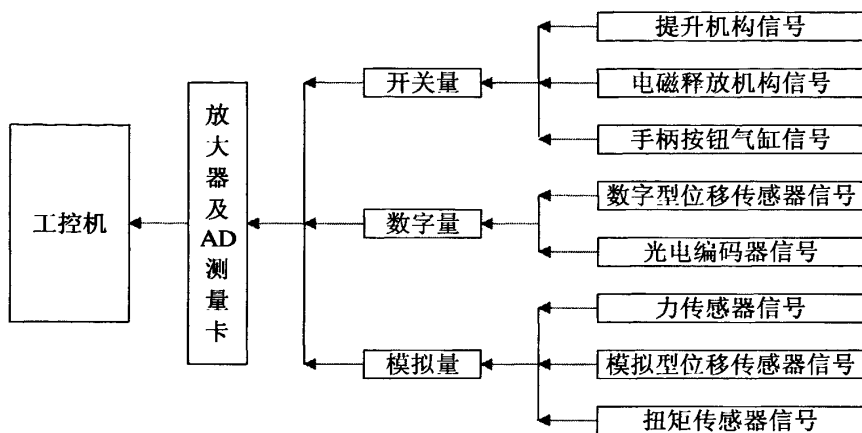 工控机
放大器及AD测量卡
开关量
数字量
模拟量
提升机构信号
电磁释放机构信号
手柄按钮气缸信号
数字型位移传感器信号
光电编码器信号
力传感器信号
模拟型位移传感器信号
扭矩传感器信号